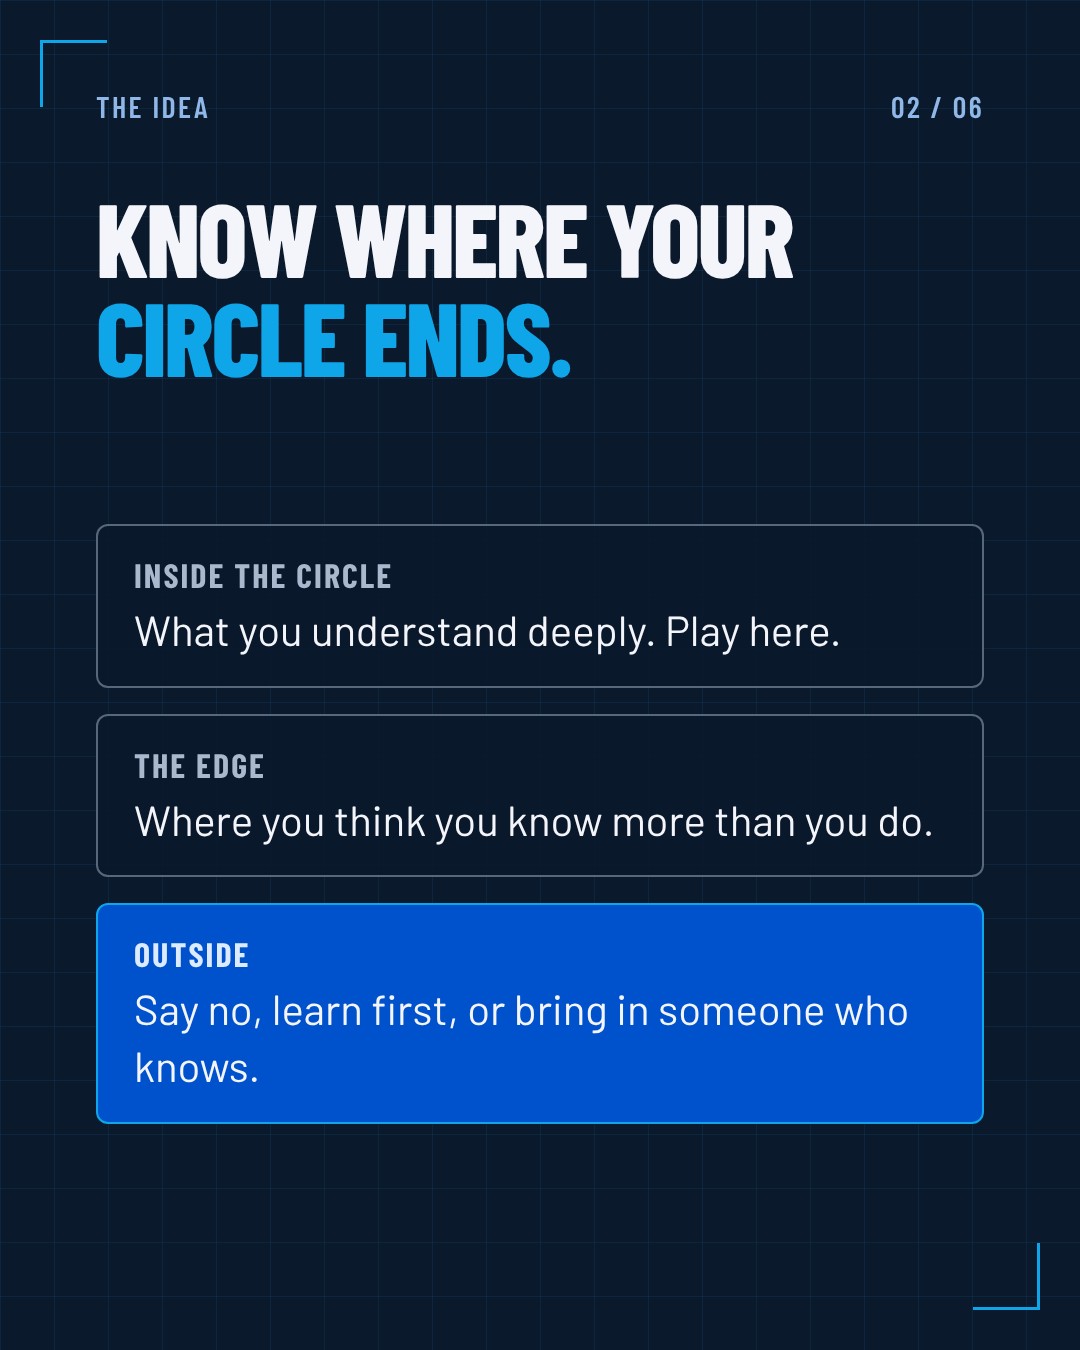 THE IDEA
02 / 06
KNOW WHERE YOUR
CIRCLE ENDS.
INSIDE THE CIRCLE
What you understand deeply. Play here.
THE EDGE
Where you think you know more than you do.
OUTSIDE
Say no, learn first, or bring in someone who
knows.